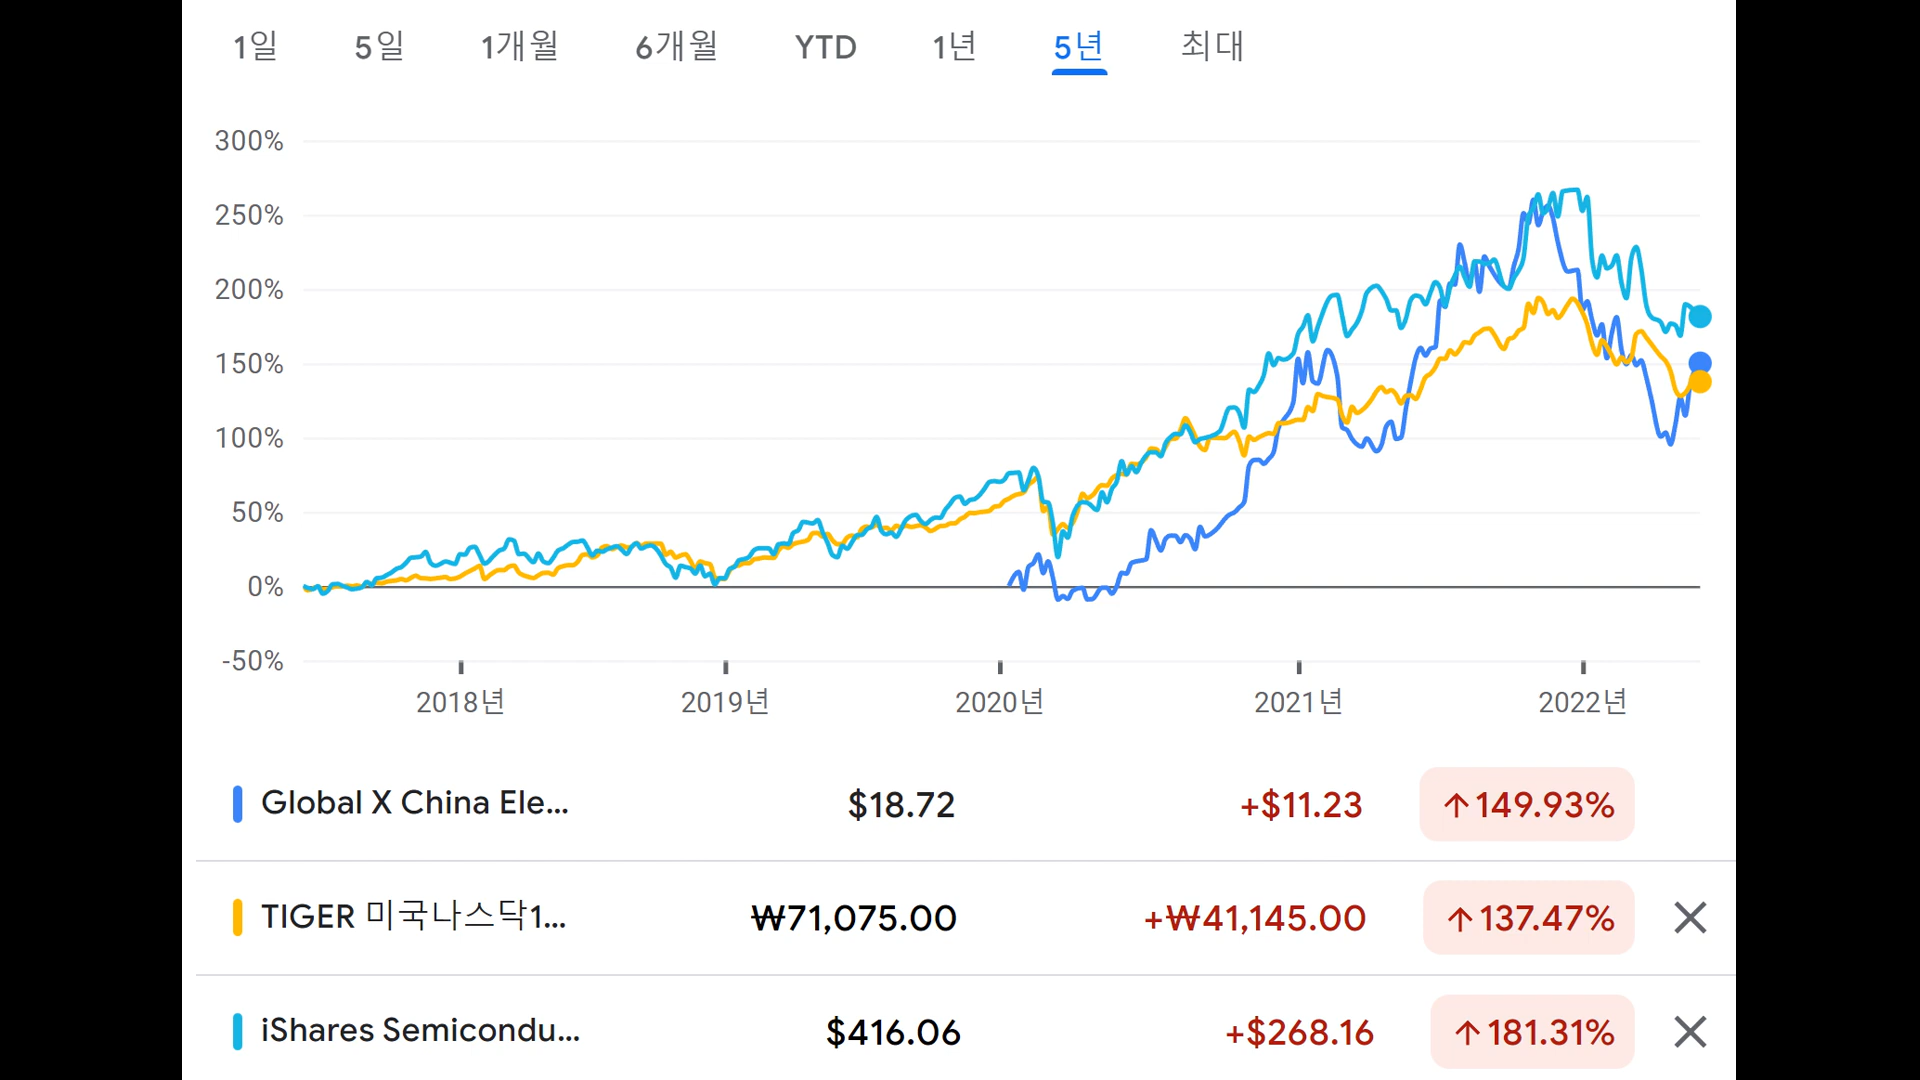 1일 5일 1개월 6개월 YTD 1년 5년 최대
300%
250%
200%
150%
100%
50%
0%
-50%
2018년 2019년 2020년 2021년 2022년
Global X China Ele... $18.72 +$11.23 ↑149.93%
TIGER 미국나스닥1... ₩71,075.00 +₩41,145.00 ↑137.47%
iShares Semicondu... $416.06 +$268.16 ↑181.31%